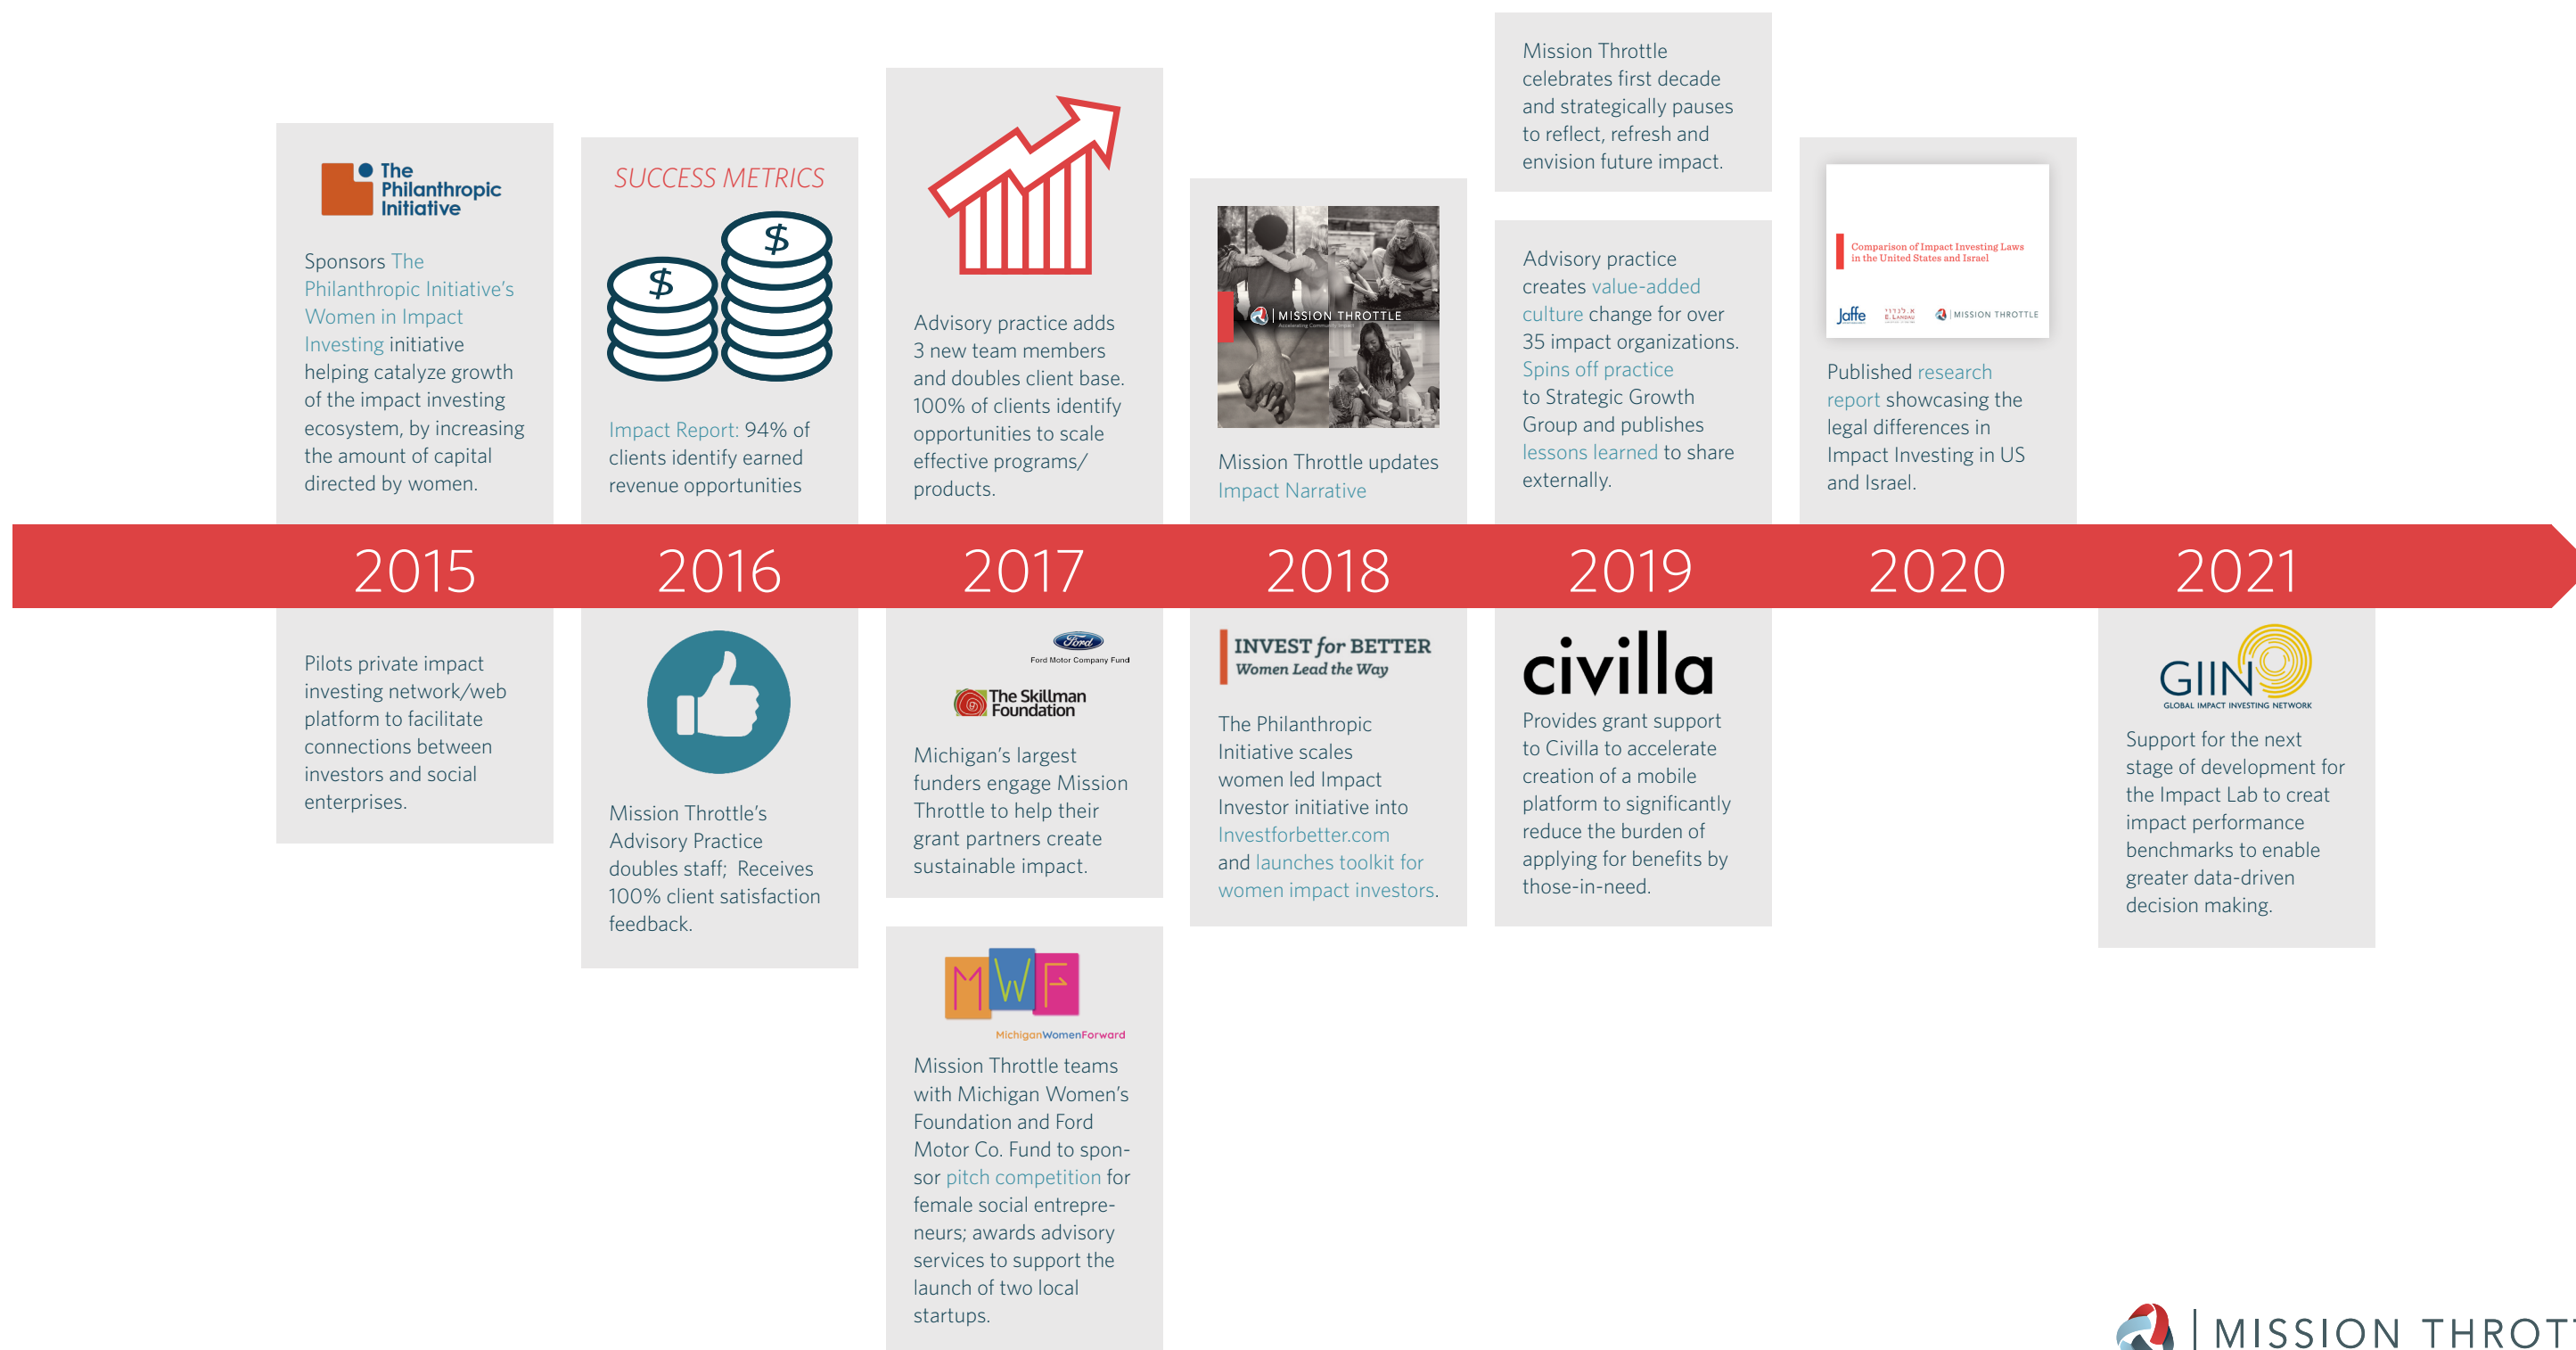 The
Philanthropic
Initiative
Sponsors The
Philanthropic Initiative's
Women in Impact
Investing initiative
helping catalyze growth
of the impact investing
ecosystem, by increasing
the amount of capital
directed by women.
SUCCESS METRICS
$
$
Impact Report: 94% of
clients identify earned
revenue opportunities
Advisory practice adds
3 new team members
and doubles client base.
100% of clients identify
opportunities to scale
effective programs/
products.
MISSION THROTTLE
Accelerating Community Impact
Mission Throttle updates
Impact Narrative
Mission Throttle
celebrates first decade
and strategically pauses
to reflect, refresh and
envision future impact.
Advisory practice
creates value-added
culture change for over
35 impact organizations.
Spins off practice
to Strategic Growth
Group and publishes
lessons learned to share
externally.
Comparison of Impact Investing Laws
in the United States and Israel
Jaffe
E. LANDAU
MISSION THROTTLE
Published research
report showcasing the
legal differences in
Impact Investing in US
and Israel.
2015
2016
2017
2018
2019
2020
2021
Pilots private impact
investing network/web
platform to facilitate
connections between
investors and social
enterprises.
Mission Throttle's
Advisory Practice
doubles staff; Receives
100% client satisfaction
feedback.
Ford
Ford Motor Company Fund
The Skillman
Foundation
Michigan's largest
funders engage Mission
Throttle to help their
grant partners create
sustainable impact.
MWF
MichiganWomenForward
Mission Throttle teams
with Michigan Women's
Foundation and Ford
Motor Co. Fund to spon-
sor pitch competition for
female social entrepre-
neurs; awards advisory
services to support the
launch of two local
startups.
INVEST for BETTER
Women Lead the Way
The Philanthropic
Initiative scales
women led Impact
Investor initiative into
Investforbetter.com
and launches toolkit for
women impact investors.
civilla
Provides grant support
to Civilla to accelerate
creation of a mobile
platform to significantly
reduce the burden of
applying for benefits by
those-in-need.
GIIN
GLOBAL IMPACT INVESTING NETWORK
Support for the next
stage of development for
the Impact Lab to creat
impact performance
benchmarks to enable
greater data-driven
decision making.
MISSION THROT